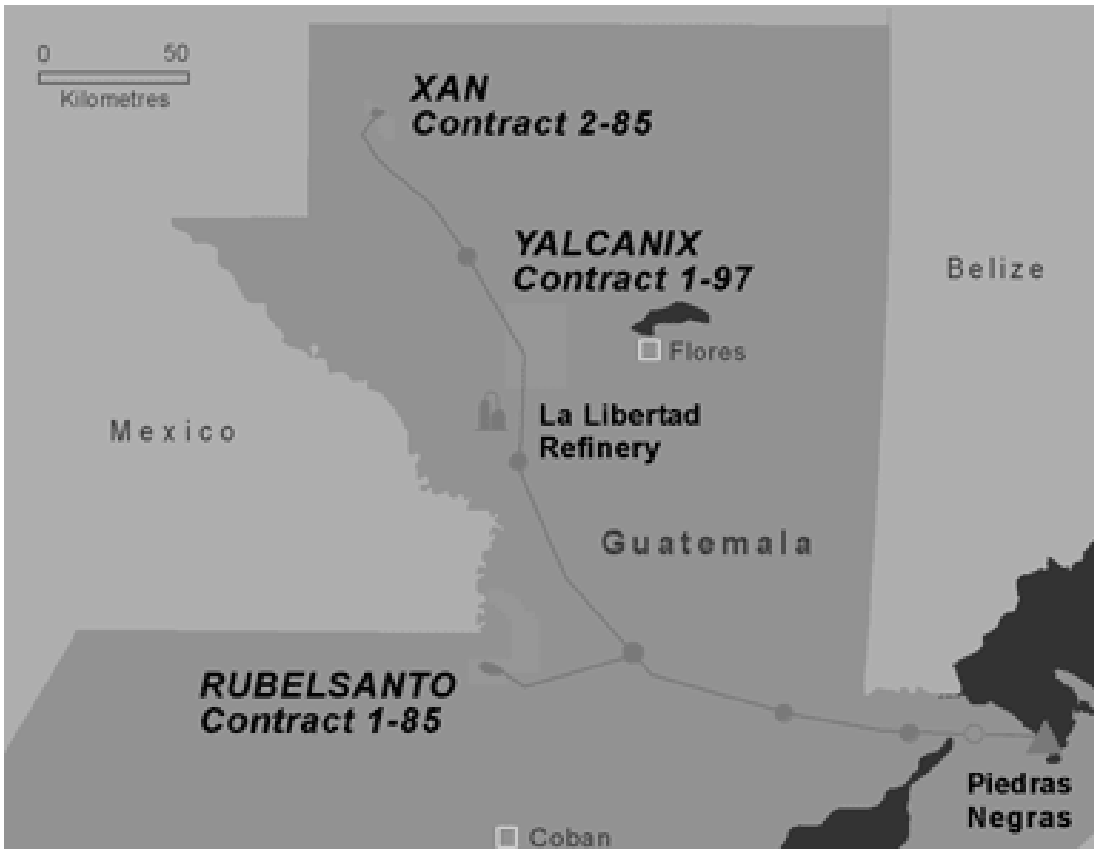 0 50
Kilometres
XAN
Contract 2-85
YALCANIX
Contract 1-97
Belize
Flores
Mexico
La Libertad
Refinery
Guatemala
RUBELSANTO
Contract 1-85
Piedras
Negras
Coban